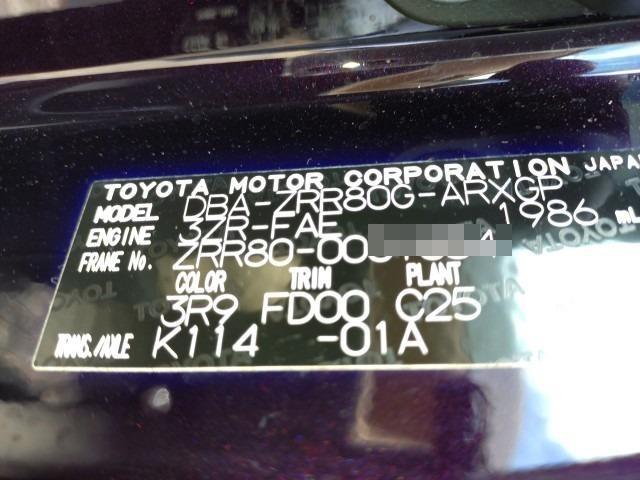 TOYOTA MOTOR CORPORATION JAPAN
MODEL DBA-ZRR80G-ARXGP
ENGINE 3ZR-FAE 1986 ml
FRAME No. ZRR80-00
COLOR TRIM PLANT
3R9 FD00 C25
TRANS./AXLE K114 -01A